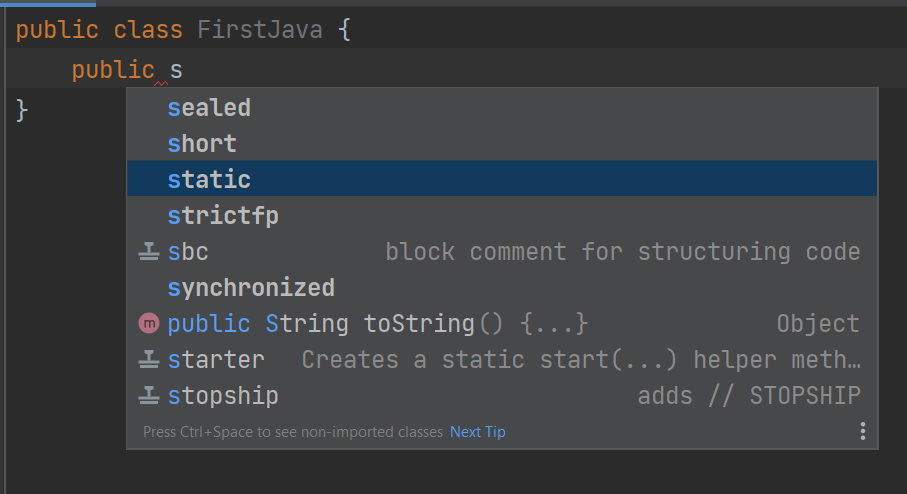 public class FirstJava {
public s
}
sealed
short
static
strictfp
sbc block comment for structuring code
synchronized
m public String toString() {...} Object
starter Creates a static start(...) helper meth…
stopship adds // STOPSHIP
Press Ctrl+Space to see non-imported classes Next Tip